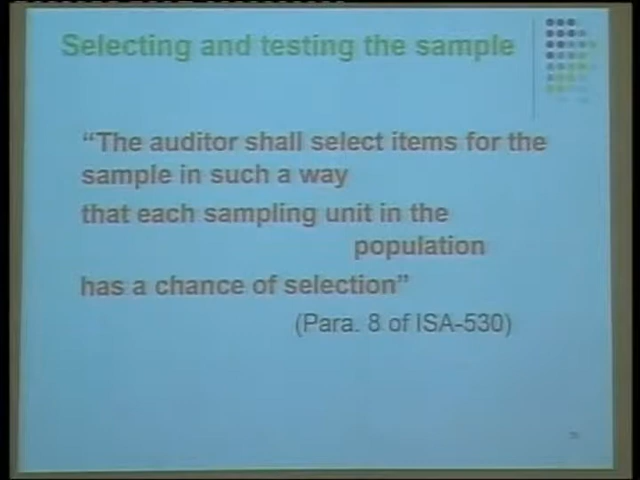 Selecting and testing the sample
“The auditor shall select items for the
sample in such a way
that each sampling unit in the
population
has a chance of selection”
(Para. 8 of ISA-530)